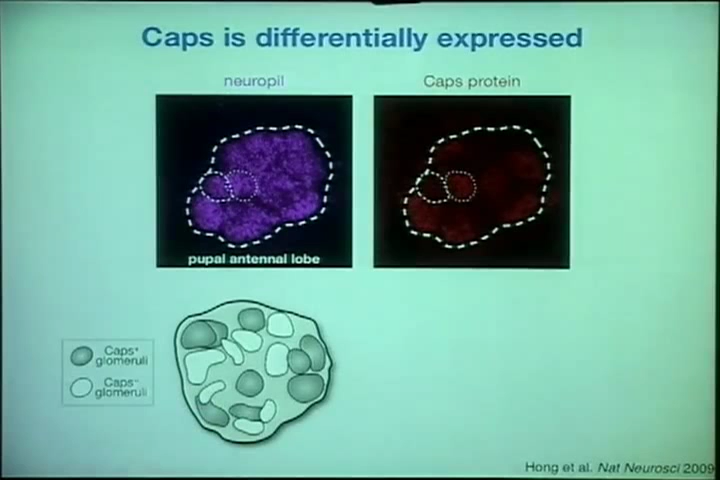 Caps is differentially expressed
neuropil
Caps protein
pupal antennal lobe
Caps⁺
glomeruli
Caps⁻
glomeruli
Hong et al. Nat Neurosci 2009